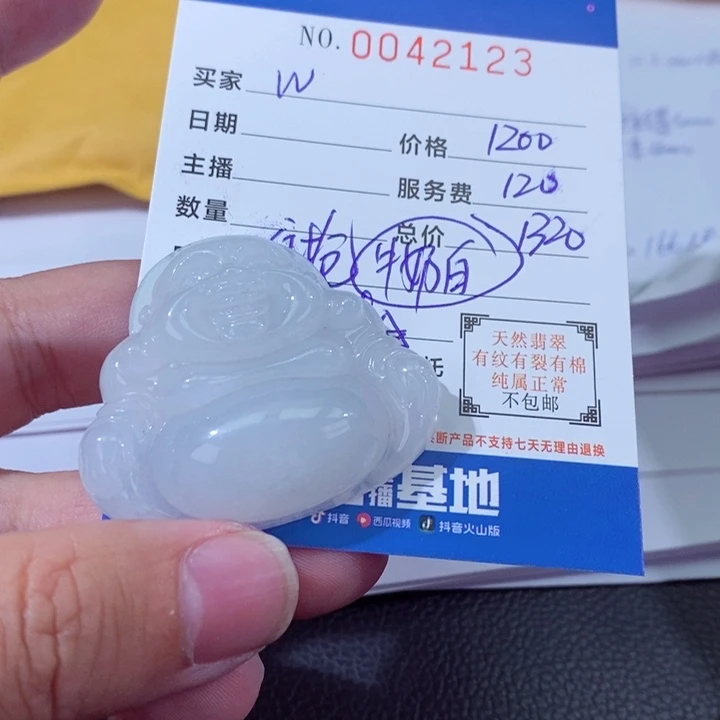 NO. 0042123
买家 W
日期
价格 1200
主播
服务费 120
数量
总价 1320
牛奶白
天然翡翠
有纹有裂有棉
纯属正常
不包邮
断产品不支持七天无理由退换
播基地
抖音 西瓜视频 抖音火山版